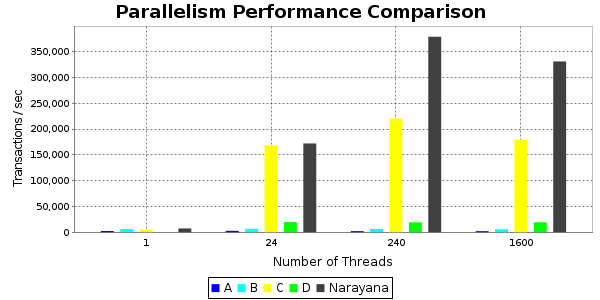 Parallelism Performance Comparison
Transactions / sec
350,000
300,000
250,000
200,000
150,000
100,000
50,000
0
1 24 240 1600
Number of Threads
A B C D Narayana